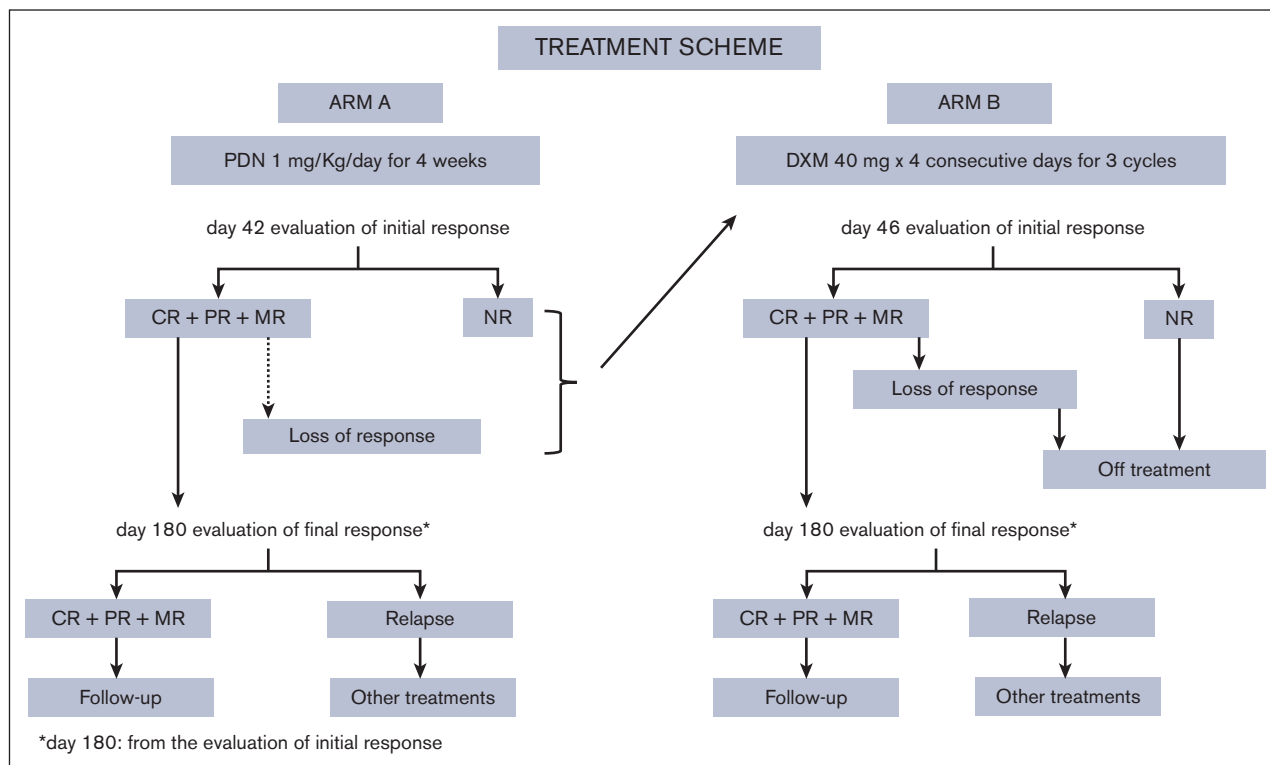 TREATMENT SCHEME
ARM A
PDN 1 mg/Kg/day for 4 weeks
day 42 evaluation of initial response
CR + PR + MR
NR
Loss of response
day 180 evaluation of final response*
CR + PR + MR
Relapse
Follow-up
Other treatments
ARM B
DXM 40 mg x 4 consecutive days for 3 cycles
day 46 evaluation of initial response
CR + PR + MR
NR
Loss of response
Off treatment
day 180 evaluation of final response*
CR + PR + MR
Relapse
Follow-up
Other treatments
*day 180: from the evaluation of initial response